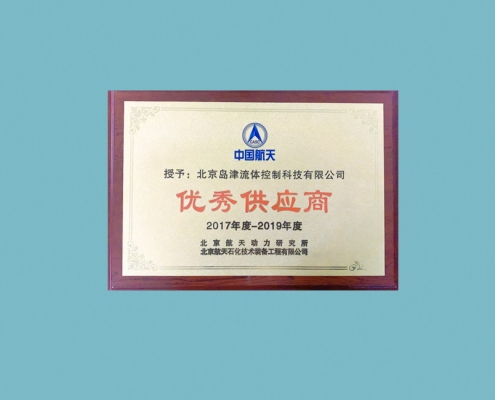 中国航天
授予：北京岛津流体控制科技有限公司
优秀供应商
2017年度-2019年度
北京航天动力研究所
北京航天石化技术装备工程有限公司